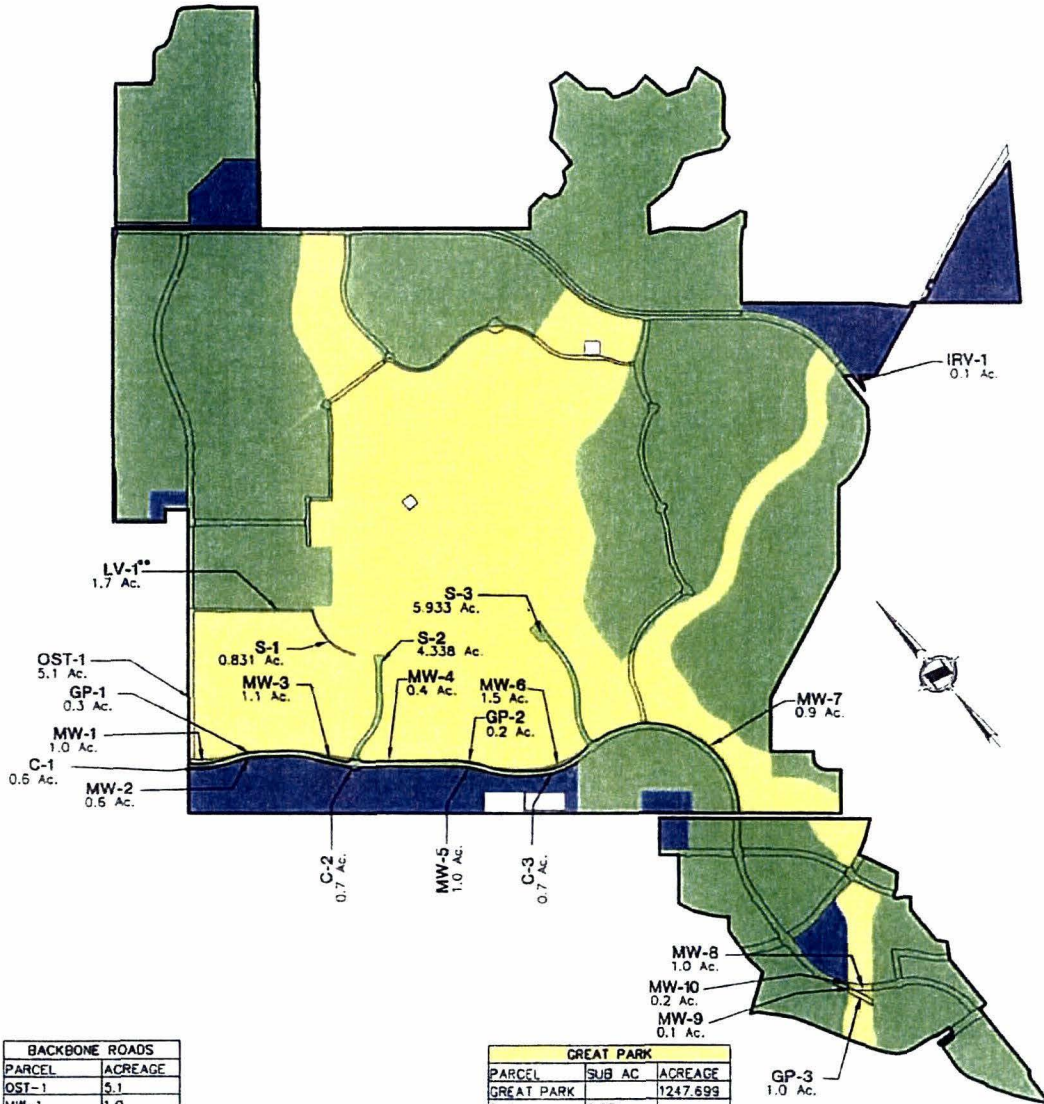 IRV-1
0.1 Ac.
LV-1**
1.7 Ac.
S-3
5.933 Ac.
S-1
0.831 Ac.
S-2
4.338 Ac.
OST-1
5.1 Ac.
GP-1
0.3 Ac.
MW-3
1.1 Ac.
MW-4
0.4 Ac.
MW-6
1.5 Ac.
GP-2
0.2 Ac.
MW-7
0.9 Ac.
MW-1
1.0 Ac.
C-1
0.6 Ac.
MW-2
0.6 Ac.
C-2
0.7 Ac.
MW-5
1.0 Ac.
C-3
0.7 Ac.
MW-8
1.0 Ac.
MW-10
0.2 Ac.
MW-9
0.1 Ac.
GP-3
1.0 Ac.
BACKBONE ROADS
PARCEL ACREAGE
OST-1 5.1
GREAT PARK
PARCEL SUB AC ACREAGE
GREAT PARK 1247.699